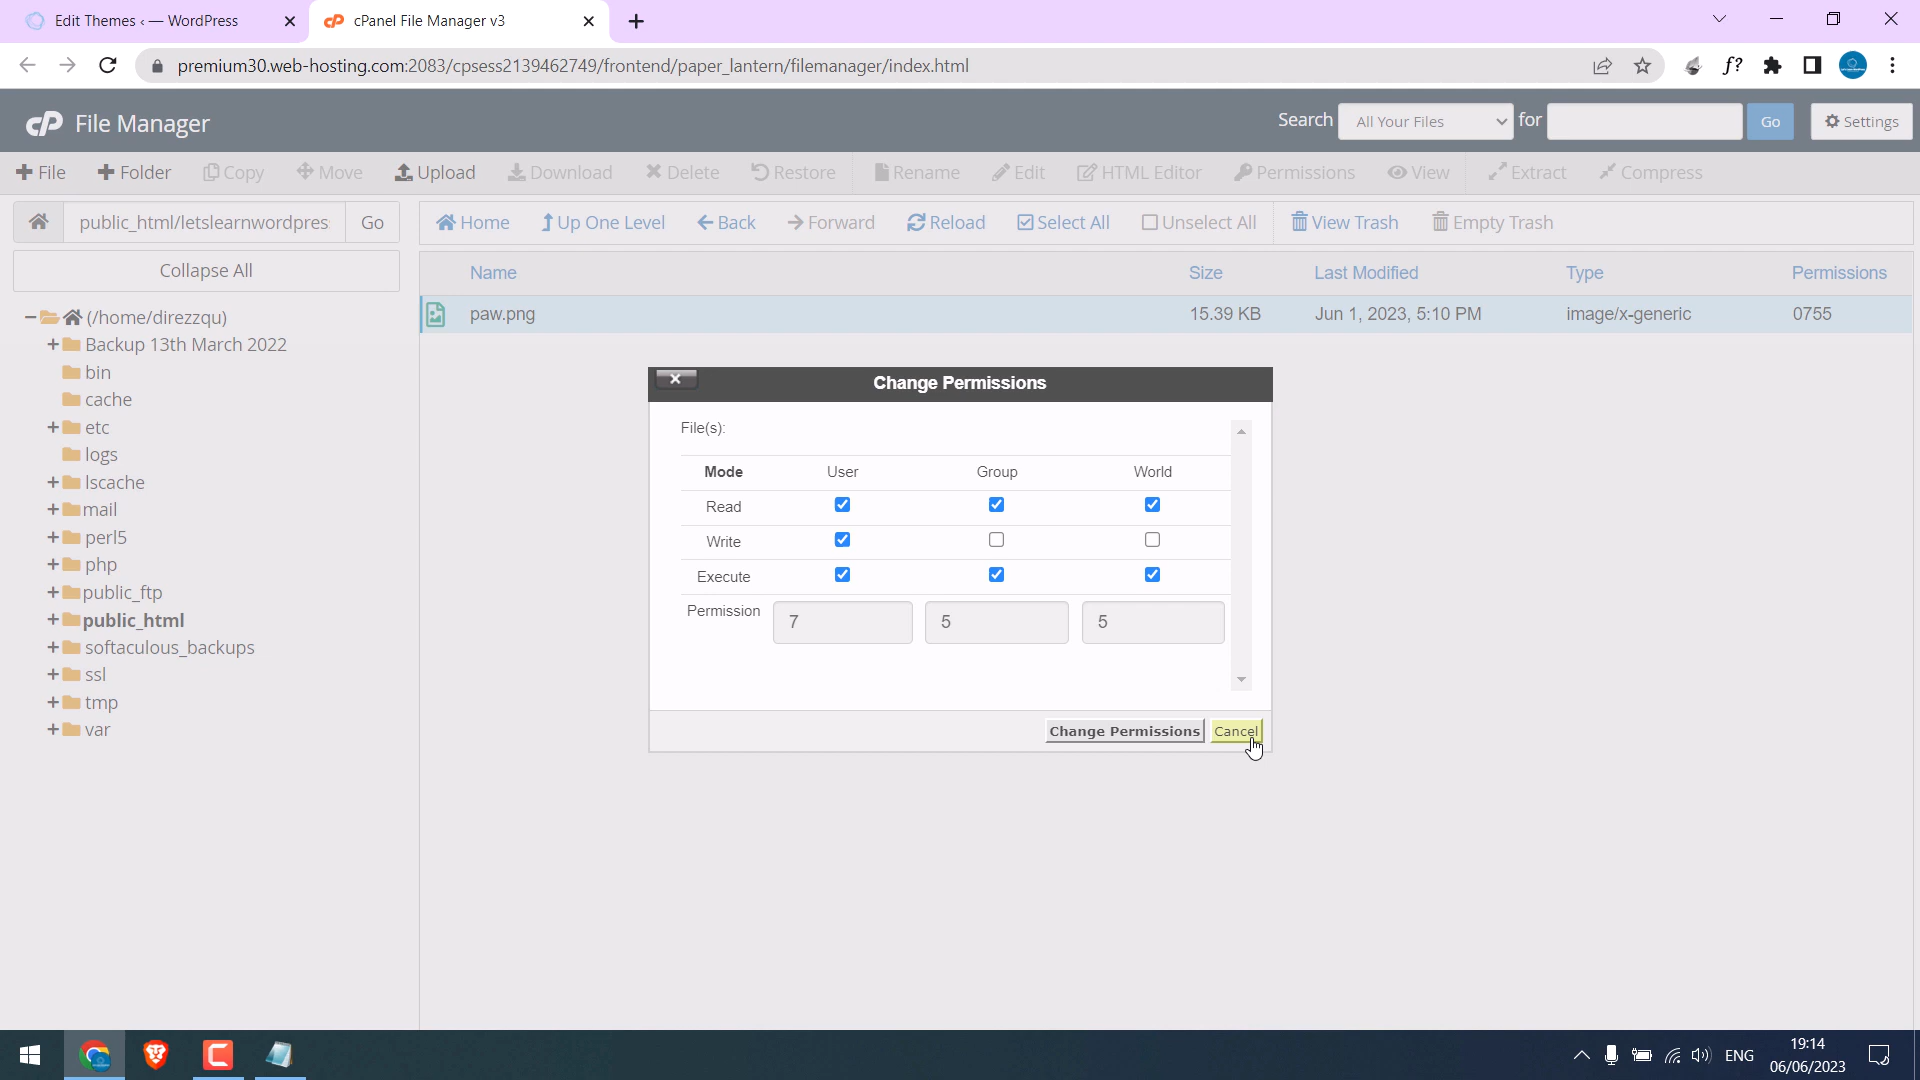 Edit Themes ‹ — WordPress
cPanel File Manager v3
premium30.web-hosting.com:2083/cpsess2139462749/frontend/paper_lantern/filemanager/index.html
f?
cP File Manager
Search All Your Files for Go Settings
File Folder Copy Move Upload Download Delete Restore Rename Edit HTML Editor Permissions View Extract Compress
public_html/letslearnwordpres Go
Home Up One Level Back Forward Reload Select All Unselect All View Trash Empty Trash
Collapse All
Name Size Last Modified Type Permissions
paw.png 15.39 KB Jun 1, 2023, 5:10 PM image/x-generic 0755
(/home/direzzqu)
Backup 13th March 2022
bin
cache
etc
logs
lscache
mail
perl5
php
public_ftp
public_html
softaculous_backups
ssl
tmp
var
Change Permissions
File(s):
Mode User Group World
Read
Write
Execute
Permission 7 5 5
Change Permissions Cancel
ENG
19:14
06/06/2023